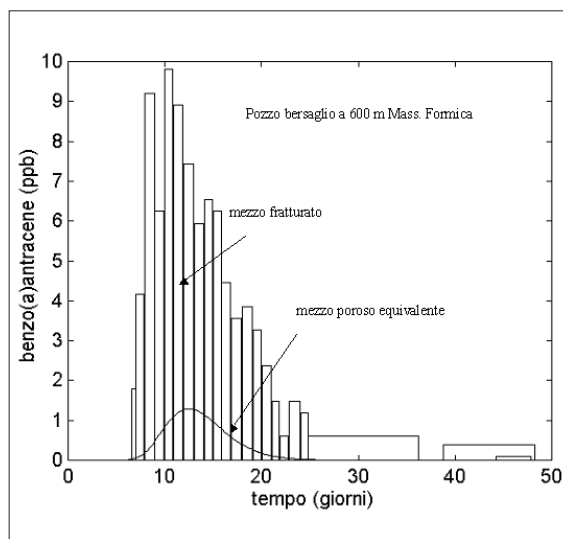 10
9
8
7
6
5
4
3
2
1
0
benzo(a)antracene (ppb)
Pozzo bersaglio a 600 m Mass. Formica
mezzo fratturato
mezzo poroso equivalente
0 10 20 30 40 50
tempo (giorni)